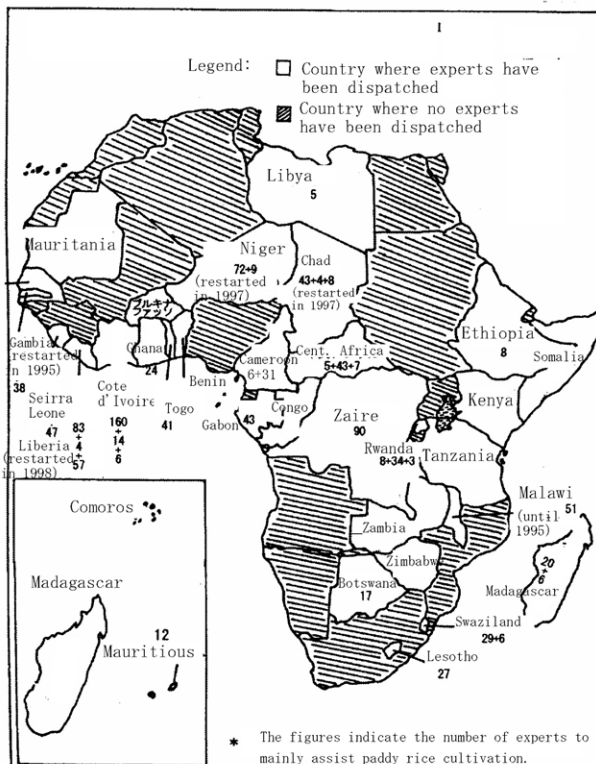 I
Legend:
Country where experts have
been dispatched
Country where no experts
have been dispatched
Libya
5
Mauritania
Niger
72+9
(restarted
in 1997)
Chad
43+4+8
(restarted
in 1997)
ブルキナ
ファッソ
Gambia
(restarted
in 1995)
38
Ghana
24
Benin
Cameroon
6+31
Cent. Africa
5+43+7
Ethiopia
8
Somalia
Seirra
Leone
47
Liberia
(restarted
in 1998)
83
+
4
+
57
Cote
d'Ivoire
160
+
14
+
6
Togo
41
Gabon
43
Congo
Zaire
90
Kenya
Rwanda
8+34+3
Tanzania
Malawi
51
(until
1995)
Zambia
Zimbabw
Botswana
17
20
+
6
Madagascar
Swaziland
29+6
Lesotho
27
Comoros
Madagascar
12
Mauritious
* The figures indicate the number of experts to
mainly assist paddy rice cultivation.